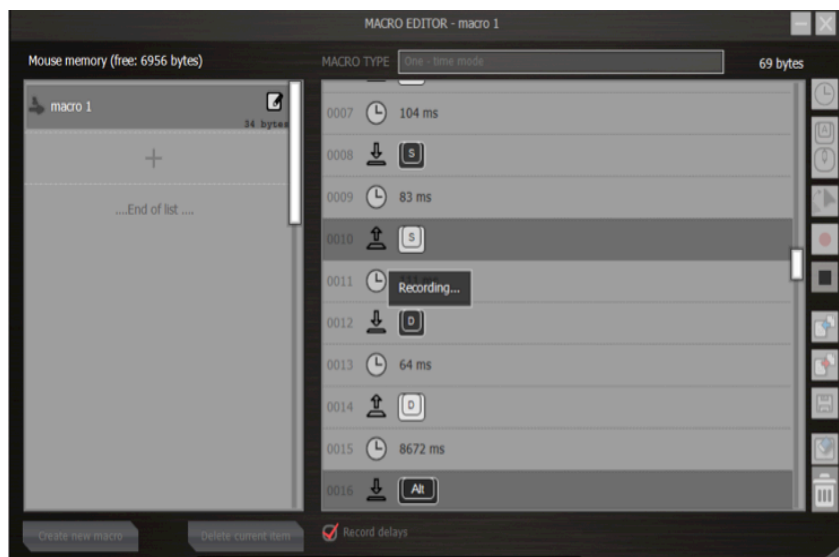 MACRO EDITOR - macro 1
Mouse memory (free: 6956 bytes)
MACRO TYPE One - time mode 69 bytes
macro 1
34 bytes
....End of list ....
0007 104 ms
0008 S
0009 83 ms
0010 S
0011
Recording...
0012 D
0013 64 ms
0014 D
0015 8672 ms
0016 Alt
Create new macro Delete current item Record delays